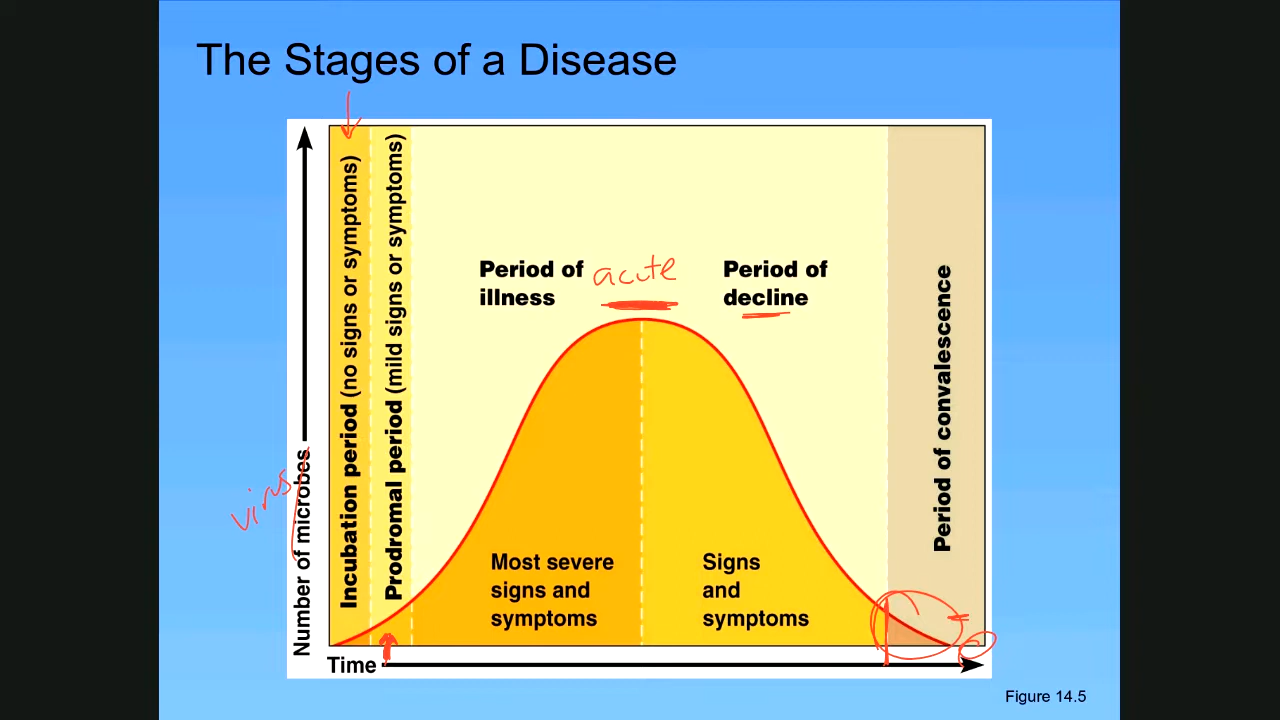 The Stages of a Disease
Number of microbes
virus
Incubation period (no signs or symptoms)
Prodromal period (mild signs or symptoms)
Period of
illness
acute
Period of
decline
Period of convalescence
Most severe
signs and
symptoms
Signs
and
symptoms
Time
Figure 14.5